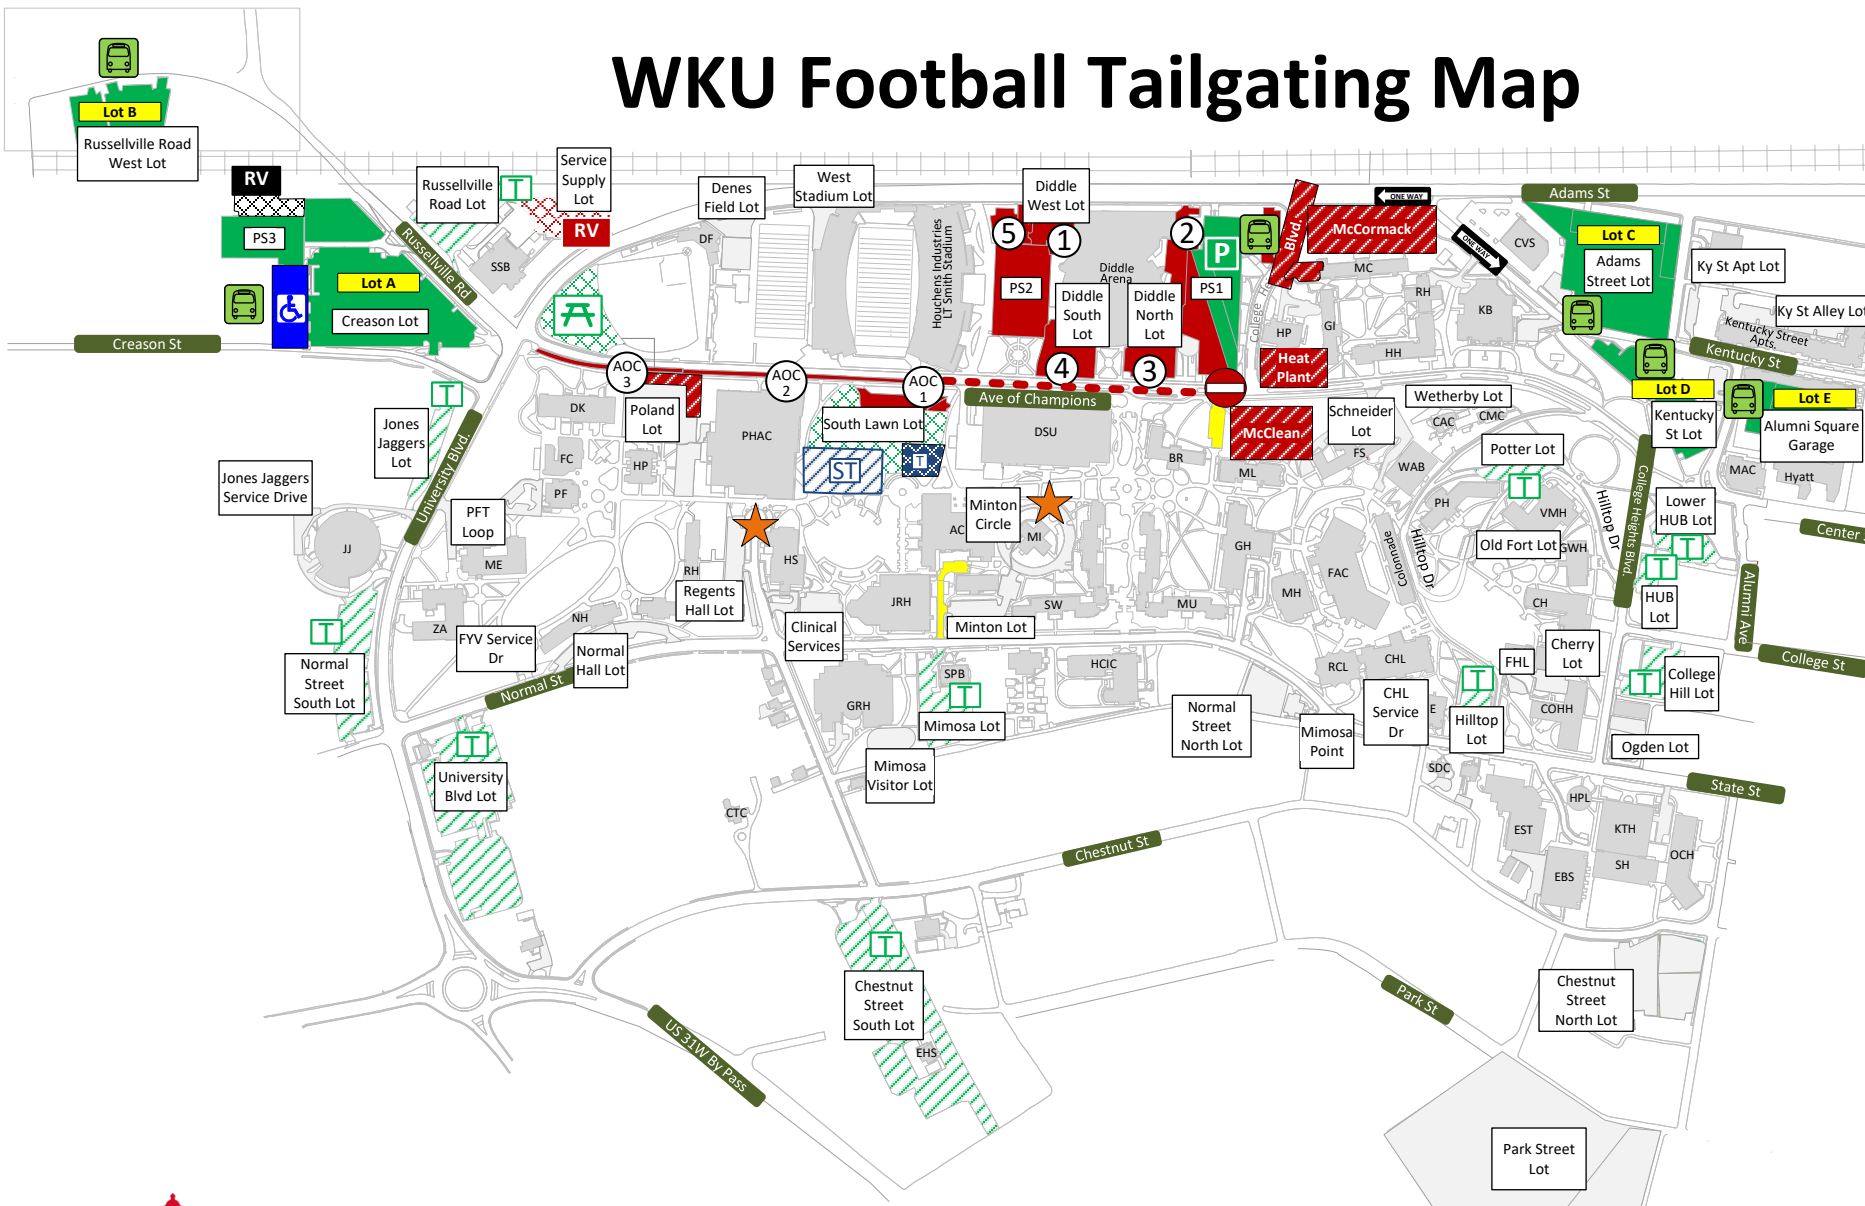 WKU Football Tailgating Map
Lot B
Russellville Road
West Lot
RV
PS3
Lot A
Creason Lot
Creason St
Russellville
Road Lot
T
Service
Supply
Lot
RV
Russellville Rd
SSB
Denes
Field Lot
DF
West
Stadium Lot
Houchens Industries
LT Smith Stadium
Diddle
West Lot
5
1
2
PS2
Diddle
Arena
Diddle
South
Lot
Diddle
North
Lot
PS1
P
4
3
College He
Blvd.
McCormack
ONE WAY
ONE WAY
Adams St
MC
RH
GI
HP
HH
KB
CVS
Heat
Plant
Lot C
Adams
Street Lot
Ky St Apt Lot
Ky St Alley Lot
Kentucky Street
Apts.
Kentucky St
Lot D
Kentucky
St Lot
Lot E
Alumni Square
Garage
MAC
Hyatt
AOC
3
AOC
2
AOC
1
Ave of Champions
T
Jones
Jaggers
Lot
University Blvd.
DK
Poland
Lot
PHAC
South Lawn Lot
ST
T
DSU
BR
McClean
ML
Schneider
Lot
FS
Wetherby Lot
CAC
CMC
WAB
Potter Lot
T
PH
VMH
Old Fort Lot
GWH
Hilltop Dr
Hilltop Dr
College Heights Blvd.
Lower
HUB Lot
T
T
HUB
Lot
Center
Alumni Ave
College St
Jones Jaggers
Service Drive
JJ
PFT
Loop
FC
PF
HP
ME
ZA
FYV Service
Dr
NH
Normal
Hall Lot
RH
Regents
Hall Lot
HS
Clinical
Services
AC
Minton
Circle
MI
JRH
SW
Minton Lot
MU
GH
MH
FAC
Colonnade
CH
Cherry
Lot
FHL
T
Normal
Street
South Lot
Normal St
T
University
Blvd Lot
GRH
SPB
T
Mimosa Lot
HCIC
Mimosa
Visitor Lot
Normal
Street
North Lot
Mimosa
Point
RCL
CHL
CHL
Service
Dr
E
T
Hilltop
Lot
COHH
T
College
Hill Lot
Ogden Lot
State St
SDC
HPL
EST
KTH
SH
OCH
EBS
CTC
Chestnut St
T
Chestnut
Street
South Lot
EHS
US 31W By Pass
Park St
Chestnut
Street
North Lot
Park Street
Lot